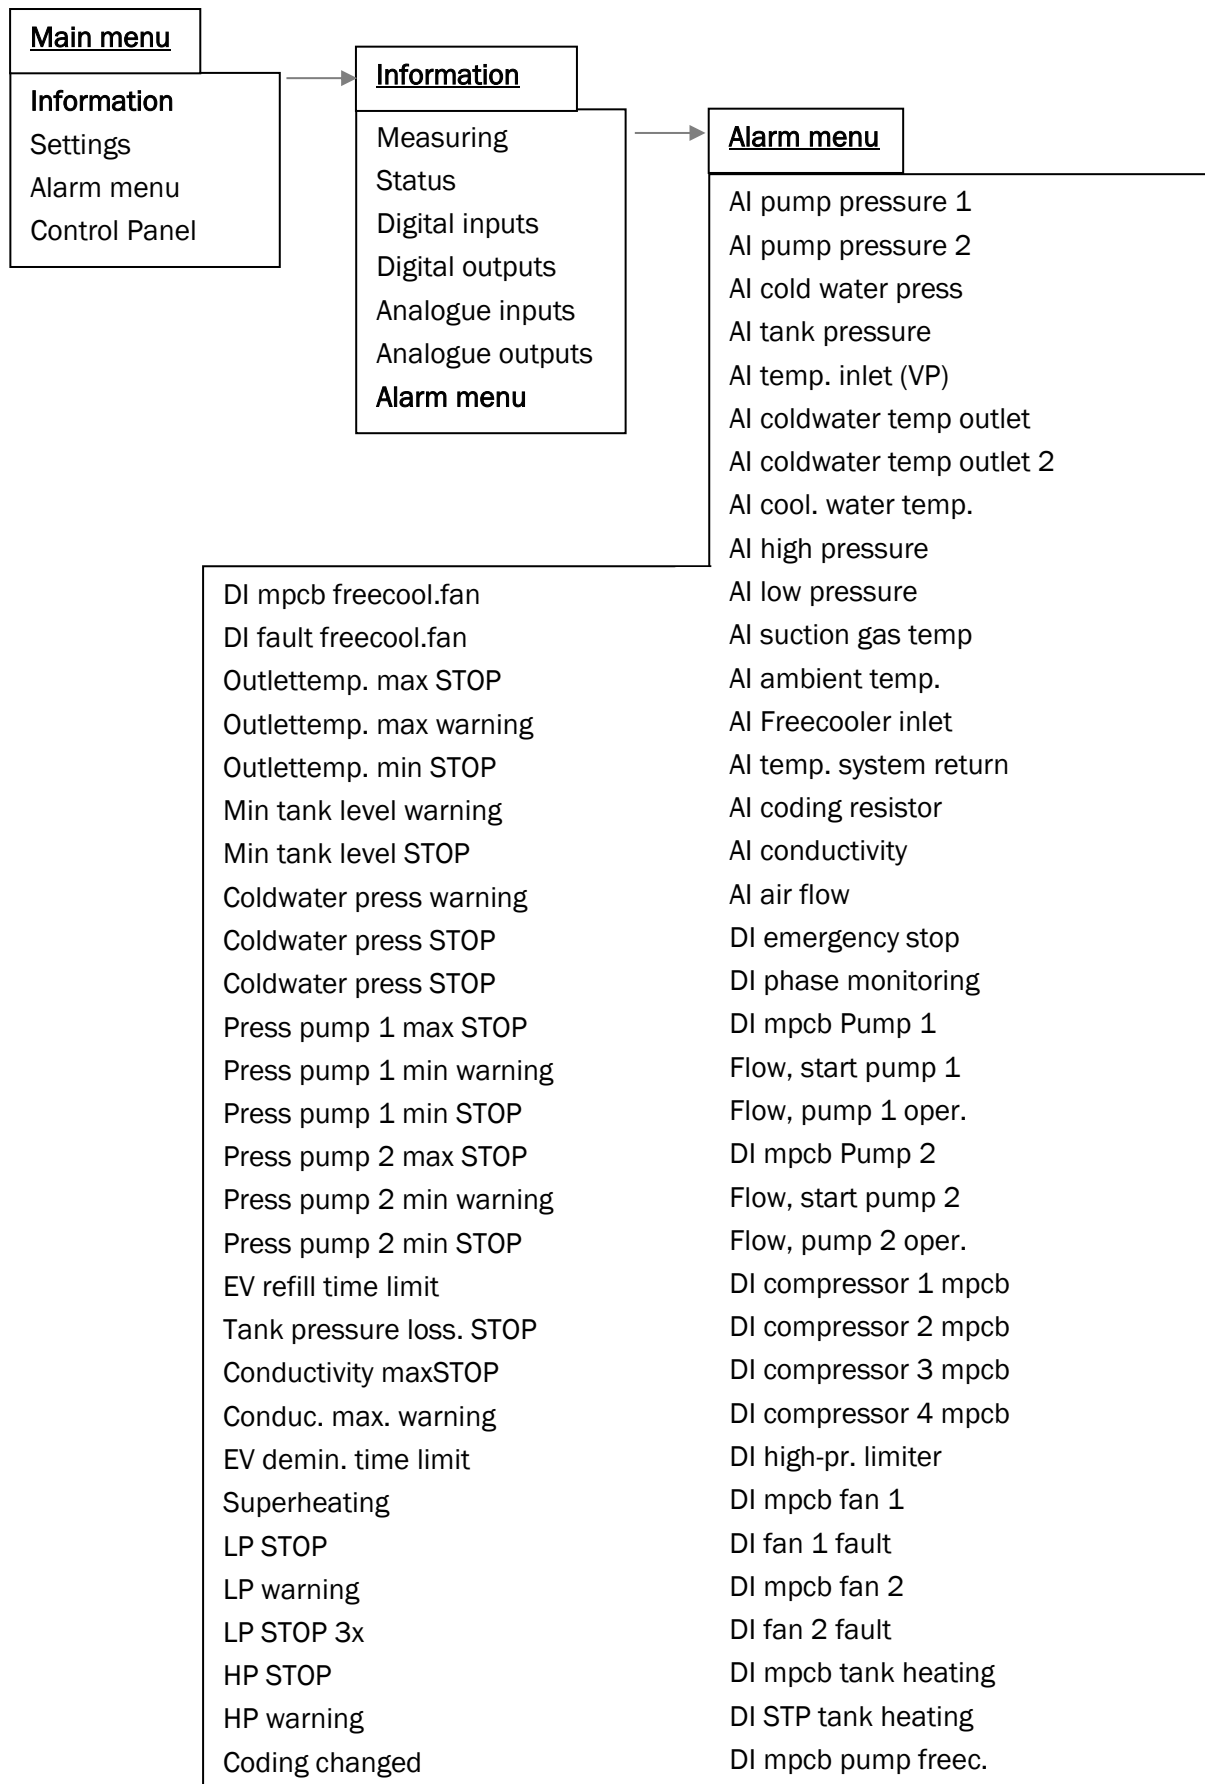 Main menu
Information
Settings
Alarm menu
Control Panel
Information
Measuring
Status
Digital inputs
Digital outputs
Analogue inputs
Analogue outputs
Alarm menu
Alarm menu
AI pump pressure 1
AI pump pressure 2
AI cold water press
AI tank pressure
AI temp. inlet (VP)
AI coldwater temp outlet
AI coldwater temp outlet 2
AI cool. water temp.
AI high pressure
AI low pressure
AI suction gas temp
AI ambient temp.
AI Freecooler inlet
AI temp. system return
AI coding resistor
AI conductivity
AI air flow
DI emergency stop
DI phase monitoring
DI mpcb Pump 1
Flow, start pump 1
Flow, pump 1 oper.
DI mpcb Pump 2
Flow, start pump 2
Flow, pump 2 oper.
DI compressor 1 mpcb
DI compressor 2 mpcb
DI compressor 3 mpcb
DI compressor 4 mpcb
DI high-pr. limiter
DI mpcb fan 1
DI fan 1 fault
DI mpcb fan 2
DI fan 2 fault
DI mpcb tank heating
DI STP tank heating
DI mpcb pump freec.
DI mpcb freecool.fan
DI fault freecool.fan
Outlettemp. max STOP
Outlettemp. max warning
Outlettemp. min STOP
Min tank level warning
Min tank level STOP
Coldwater press warning
Coldwater press STOP
Coldwater press STOP
Press pump 1 max STOP
Press pump 1 min warning
Press pump 1 min STOP
Press pump 2 max STOP
Press pump 2 min warning
Press pump 2 min STOP
EV refill time limit
Tank pressure loss. STOP
Conductivity maxSTOP
Conduc. max. warning
EV demin. time limit
Superheating
LP STOP
LP warning
LP STOP 3x
HP STOP
HP warning
Coding changed